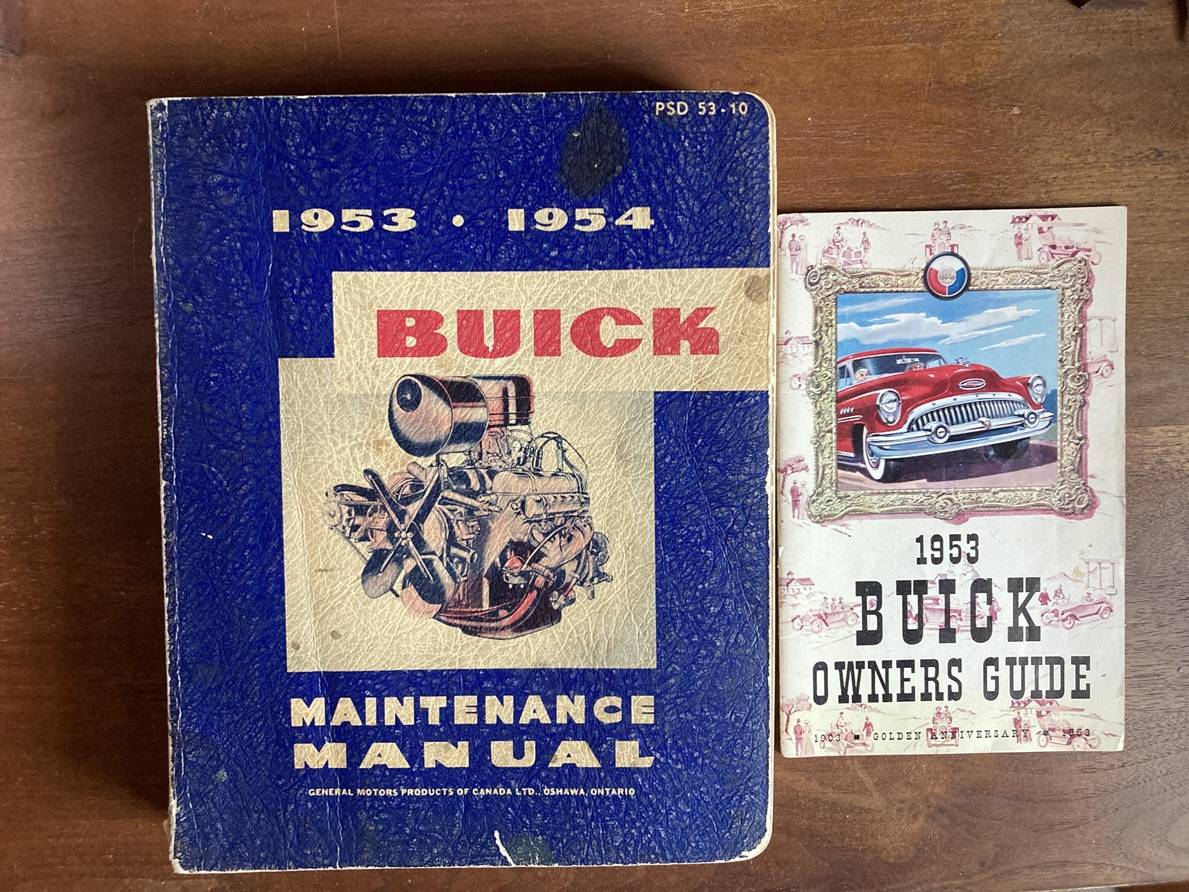 PSD 53-10
1953 • 1954
BUICK
MAINTENANCE
MANUAL
GENERAL MOTORS PRODUCTS OF CANADA LTD., OSHAWA, ONTARIO
1953
BUICK
OWNERS GUIDE
1903 ■ GOLDEN ANNIVERSARY ■ 1953